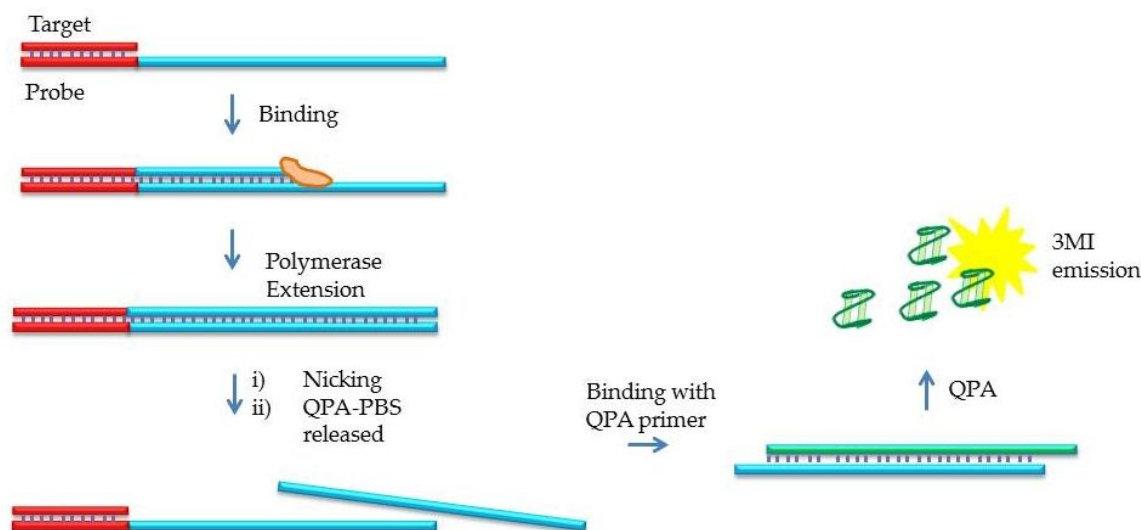 Target
Probe
Binding
Polymerase
Extension
i) Nicking
ii) QPA-PBS
released
Binding with
QPA primer
QPA
3MI
emission